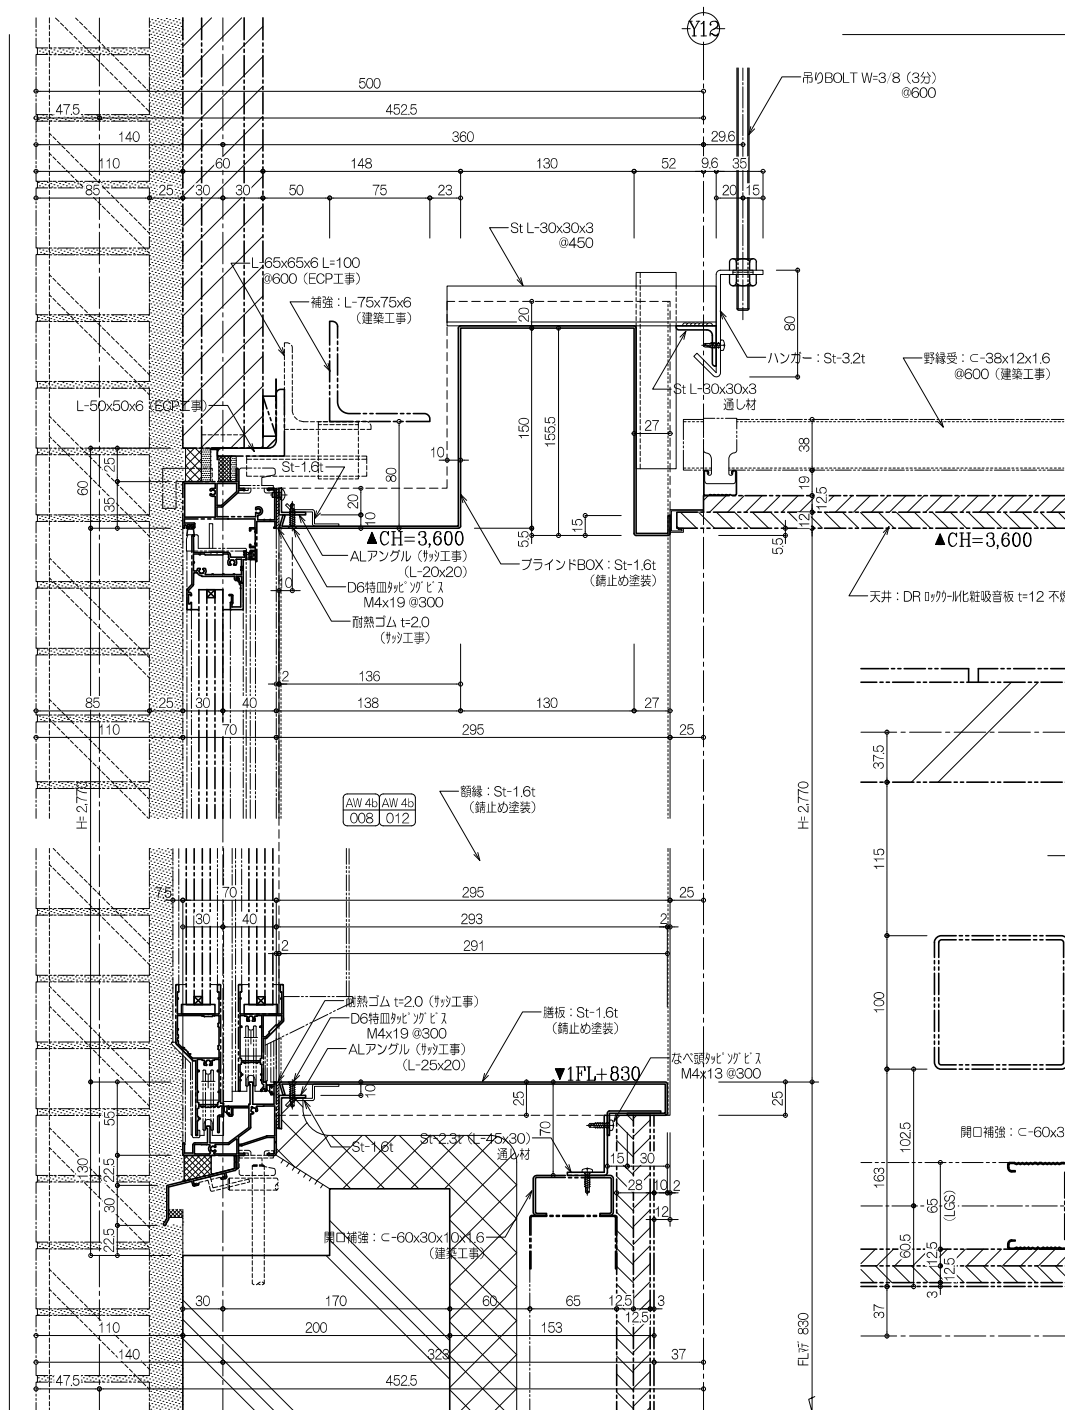 Y12
吊りBOLT W=3/8 (3分)
@600
500
47.5
452.5
140
360
29.6
110
60
148
130
52
9.6
35
85
25
30
30
50
75
23
20
15
St L-30x30x3
@450
L-65x65x6 L=100
@600 (ECP工事)
補強：L-75x75x6
(建築工事)
20
80
ハンガー：St-3.2t
野縁受：⊂-38x12x1.6
@600 (建築工事)
St L-30x30x3
通し材
L-50x50x6 (ECP工事)
150
155.5
27
10
38
25
60
35
St-1.6t
80
20
10
19
12.5
12
15
5.5
5.5
▲CH=3,600
▲CH=3,600
ALアングル (サッシ工事)
(L-20x20)
ブラインドBOX：St-1.6t
(錆止め塗装)
10
D6特皿タッピングビス
M4x19 @300
耐熱ゴム t=2.0
(サッシ工事)
天井：DR ロックウール化粧吸音板 t=12 不燃
2
136
85
25
30
40
138
130
27
110
70
295
25
37.5
H=2,770
H=2,770
額縁：St-1.6t
(錆止め塗装)
AW 4b
AW 4b
008
012
115
7.5
70
295
25
30
40
293
2
2
291
100
耐熱ゴム t=2.0 (サッシ工事)
D6特皿タッピングビス
M4x19 @300
ALアングル (サッシ工事)
(L-25x20)
膳板：St-1.6t
(錆止め塗装)
なべ頭タッピングビス
M4x13 @300
▼1FL+830
10
25
25
55
St-1.6t
St-2.3t (L-45x30)
通し材
70
開口補強：⊂-60x3
102.5
130
22.5
15
30
163
65
(LGS)
28
10
2
30
12
22.5
開口補強：⊂-60x30x10x1.6
(建築工事)
60.5
12.5
12.5
3
30
170
60
65
12.5
3
12.5
37
110
200
153
FLマデ 830
140
323
37
47.5
452.5